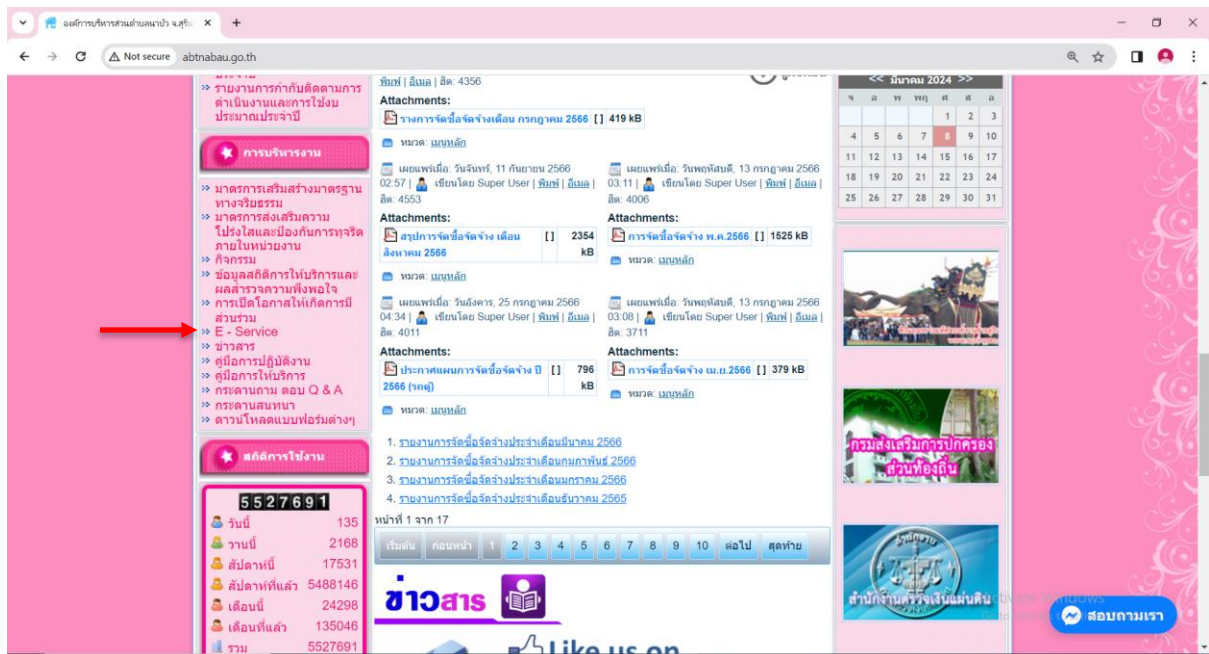 องค์การบริหารส่วนตำบลนาบัว จ.สุริน
Not secure
abtnabau.go.th
รายงานการกำกับติดตามการ
ดำเนินงานและการใช้งบ
ประมาณประจำปี
การบริหารงาน
มาตรการเสริมสร้างมาตรฐาน
ทางจริยธรรม
มาตรการส่งเสริมความ
โปร่งใสและป้องกันการทุจริต
ภายในหน่วยงาน
กิจกรรม
ข้อมูลสถิติการให้บริการและ
ผลสำรวจความพึงพอใจ
การเปิดโอกาสให้เกิดการมี
ส่วนร่วม
E - Service
ข่าวสาร
คู่มือการปฏิบัติงาน
คู่มือการให้บริการ
กระดานถาม ตอบ Q & A
กระดานสนทนา
ดาวน์โหลดแบบฟอร์มต่างๆ
สถิติการใช้งาน
5527691
วันนี้ 135
วานนี้ 2168
สัปดาห์นี้ 17531
สัปดาห์ที่แล้ว 5488146
เดือนนี้ 24298
เดือนที่แล้ว 135046
รวม 5527691
พิมพ์ | อีเมล | ฮิต: 4356
Attachments:
รางการจัดซื้อจัดจ้างเดือน กรกฎาคม 2566 [ ] 419 kB
หมวด: เมนูหลัก
เผยแพร่เมื่อ: วันจันทร์, 11 กันยายน 2566
02:57 | เขียนโดย Super User | พิมพ์ | อีเมล |
ฮิต: 4553
Attachments:
สรุปการจัดซื้อจัดจ้าง เดือน [ ] 2354
สิงหาคม 2566 kB
หมวด: เมนูหลัก
เผยแพร่เมื่อ: วันอังคาร, 25 กรกฎาคม 2566
04:34 | เขียนโดย Super User | พิมพ์ | อีเมล |
ฮิต: 4011
Attachments:
ประกาศแผนการจัดซื้อจัดจ้าง ปี [ ] 796
2566 (รถตู้) kB
หมวด: เมนูหลัก
เผยแพร่เมื่อ: วันพฤหัสบดี, 13 กรกฎาคม 2566
03:11 | เขียนโดย Super User | พิมพ์ | อีเมล |
ฮิต: 4006
Attachments:
การจัดซื้อจัดจ้าง พ.ค.2566 [ ] 1525 kB
หมวด: เมนูหลัก
เผยแพร่เมื่อ: วันพฤหัสบดี, 13 กรกฎาคม 2566
03:08 | เขียนโดย Super User | พิมพ์ | อีเมล |
ฮิต: 3711
Attachments:
การจัดซื้อจัดจ้าง เม.ย.2566 [ ] 379 kB
หมวด: เมนูหลัก
1. รายงานการจัดซื้อจัดจ้างประจำเดือนมีนาคม 2566
2. รายงานการจัดซื้อจัดจ้างประจำเดือนกุมภาพันธ์ 2566
3. รายงานการจัดซื้อจัดจ้างประจำเดือนมกราคม 2566
4. รายงานการจัดซื้อจัดจ้างประจำเดือนธันวาคม 2565
หน้าที่ 1 จาก 17
เริ่มต้น ก่อนหน้า 1 2 3 4 5 6 7 8 9 10 ต่อไป สุดท้าย
ข่าวสาร
Like us on
<< มีนาคม 2024 >>
จ อ พ พฤ ศ ส อ
1 2 3
4 5 6 7 8 9 10
11 12 13 14 15 16 17
18 19 20 21 22 23 24
25 26 27 28 29 30 31
กรมส่งเสริมการปกครอง
ส่วนท้องถิ่น
สำนักงานตรวจเงินแผ่นดิน
สอบถามเรา